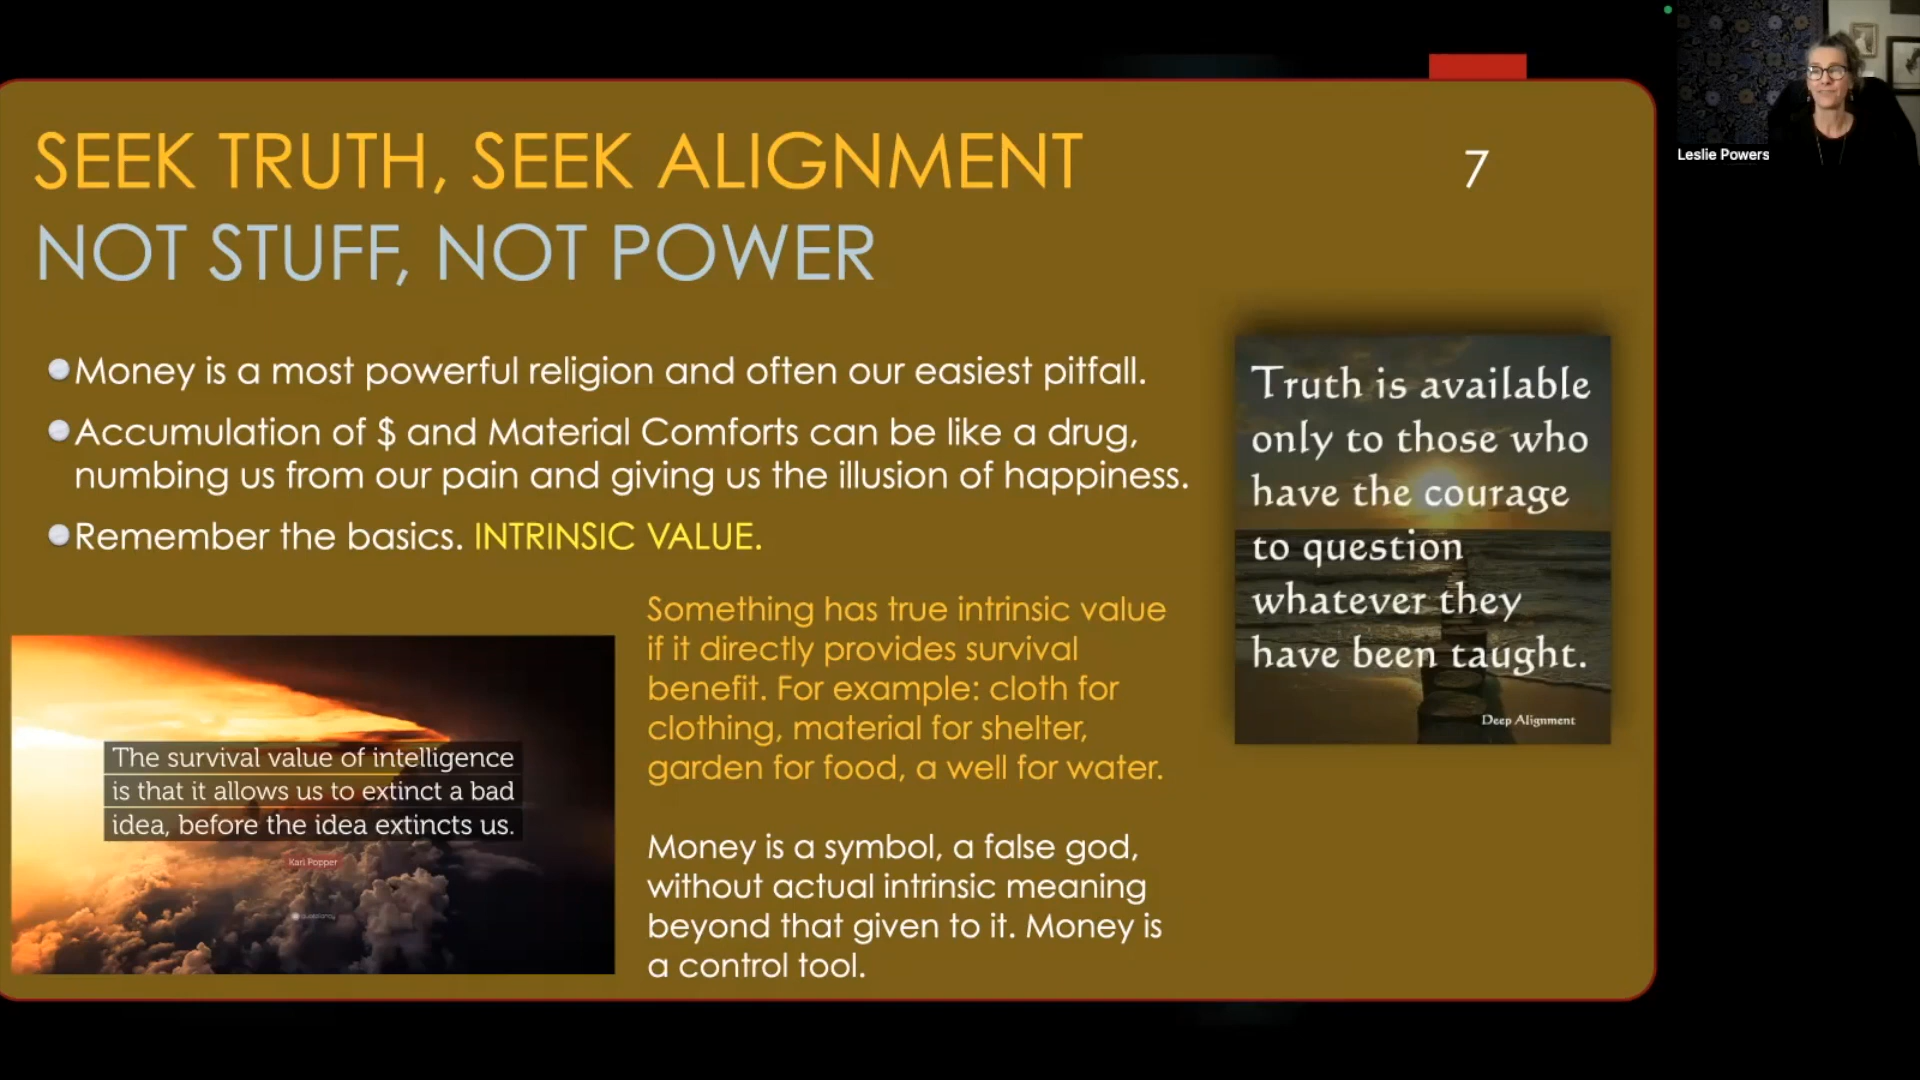 SEEK TRUTH, SEEK ALIGNMENT
NOT STUFF, NOT POWER
7
Leslie Powers
Money is a most powerful religion and often our easiest pitfall.
Accumulation of $ and Material Comforts can be like a drug,
numbing us from our pain and giving us the illusion of happiness.
Remember the basics. INTRINSIC VALUE.
Truth is available
only to those who
have the courage
to question
whatever they
have been taught.
Deep Alignment
Something has true intrinsic value
if it directly provides survival
benefit. For example: cloth for
clothing, material for shelter,
garden for food, a well for water.
Money is a symbol, a false god,
without actual intrinsic meaning
beyond that given to it. Money is
a control tool.
The survival value of intelligence
is that it allows us to extinct a bad
idea, before the idea extincts us.
Karl Popper